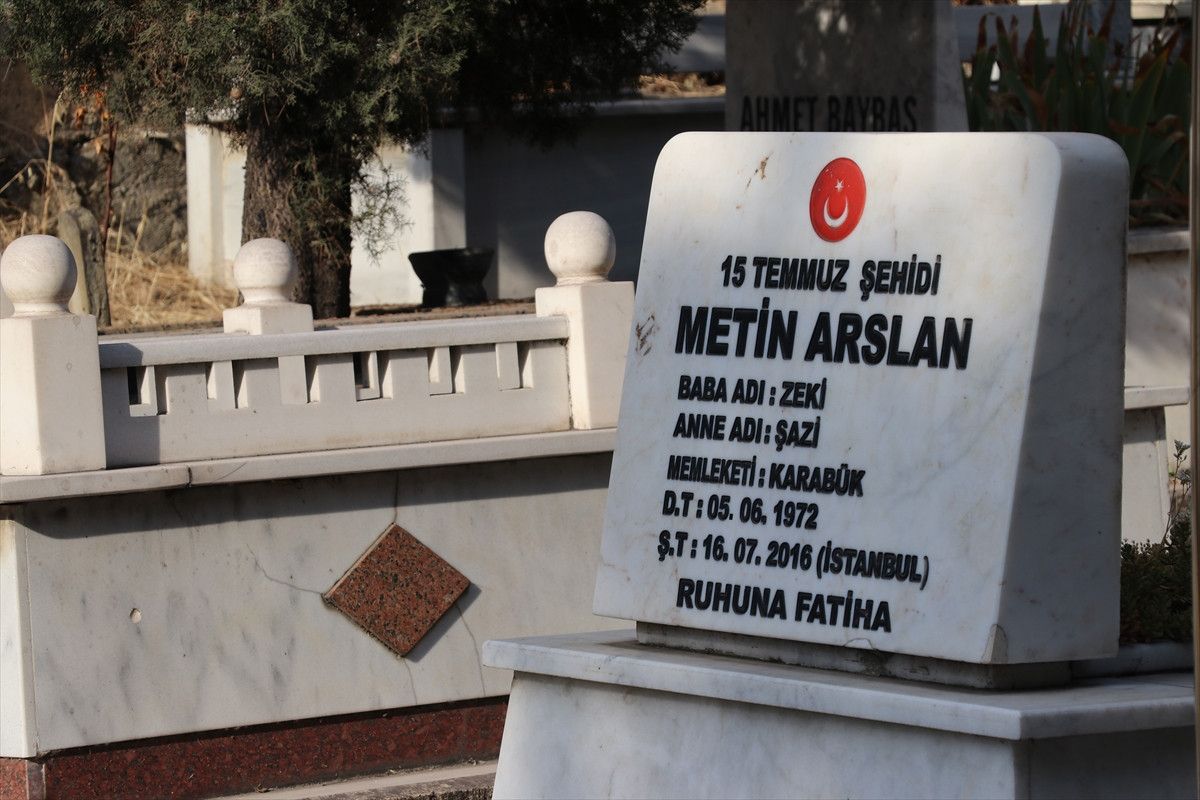 AHMET BAYBAŞ
15 TEMMUZ ŞEHİDİ
METİN ARSLAN
BABA ADI : ZEKİ
ANNE ADI : ŞAZİ
MEMLEKETİ : KARABÜK
D.T : 05. 06. 1972
Ş.T : 16. 07. 2016 (İSTANBUL)
RUHUNA FATİHA